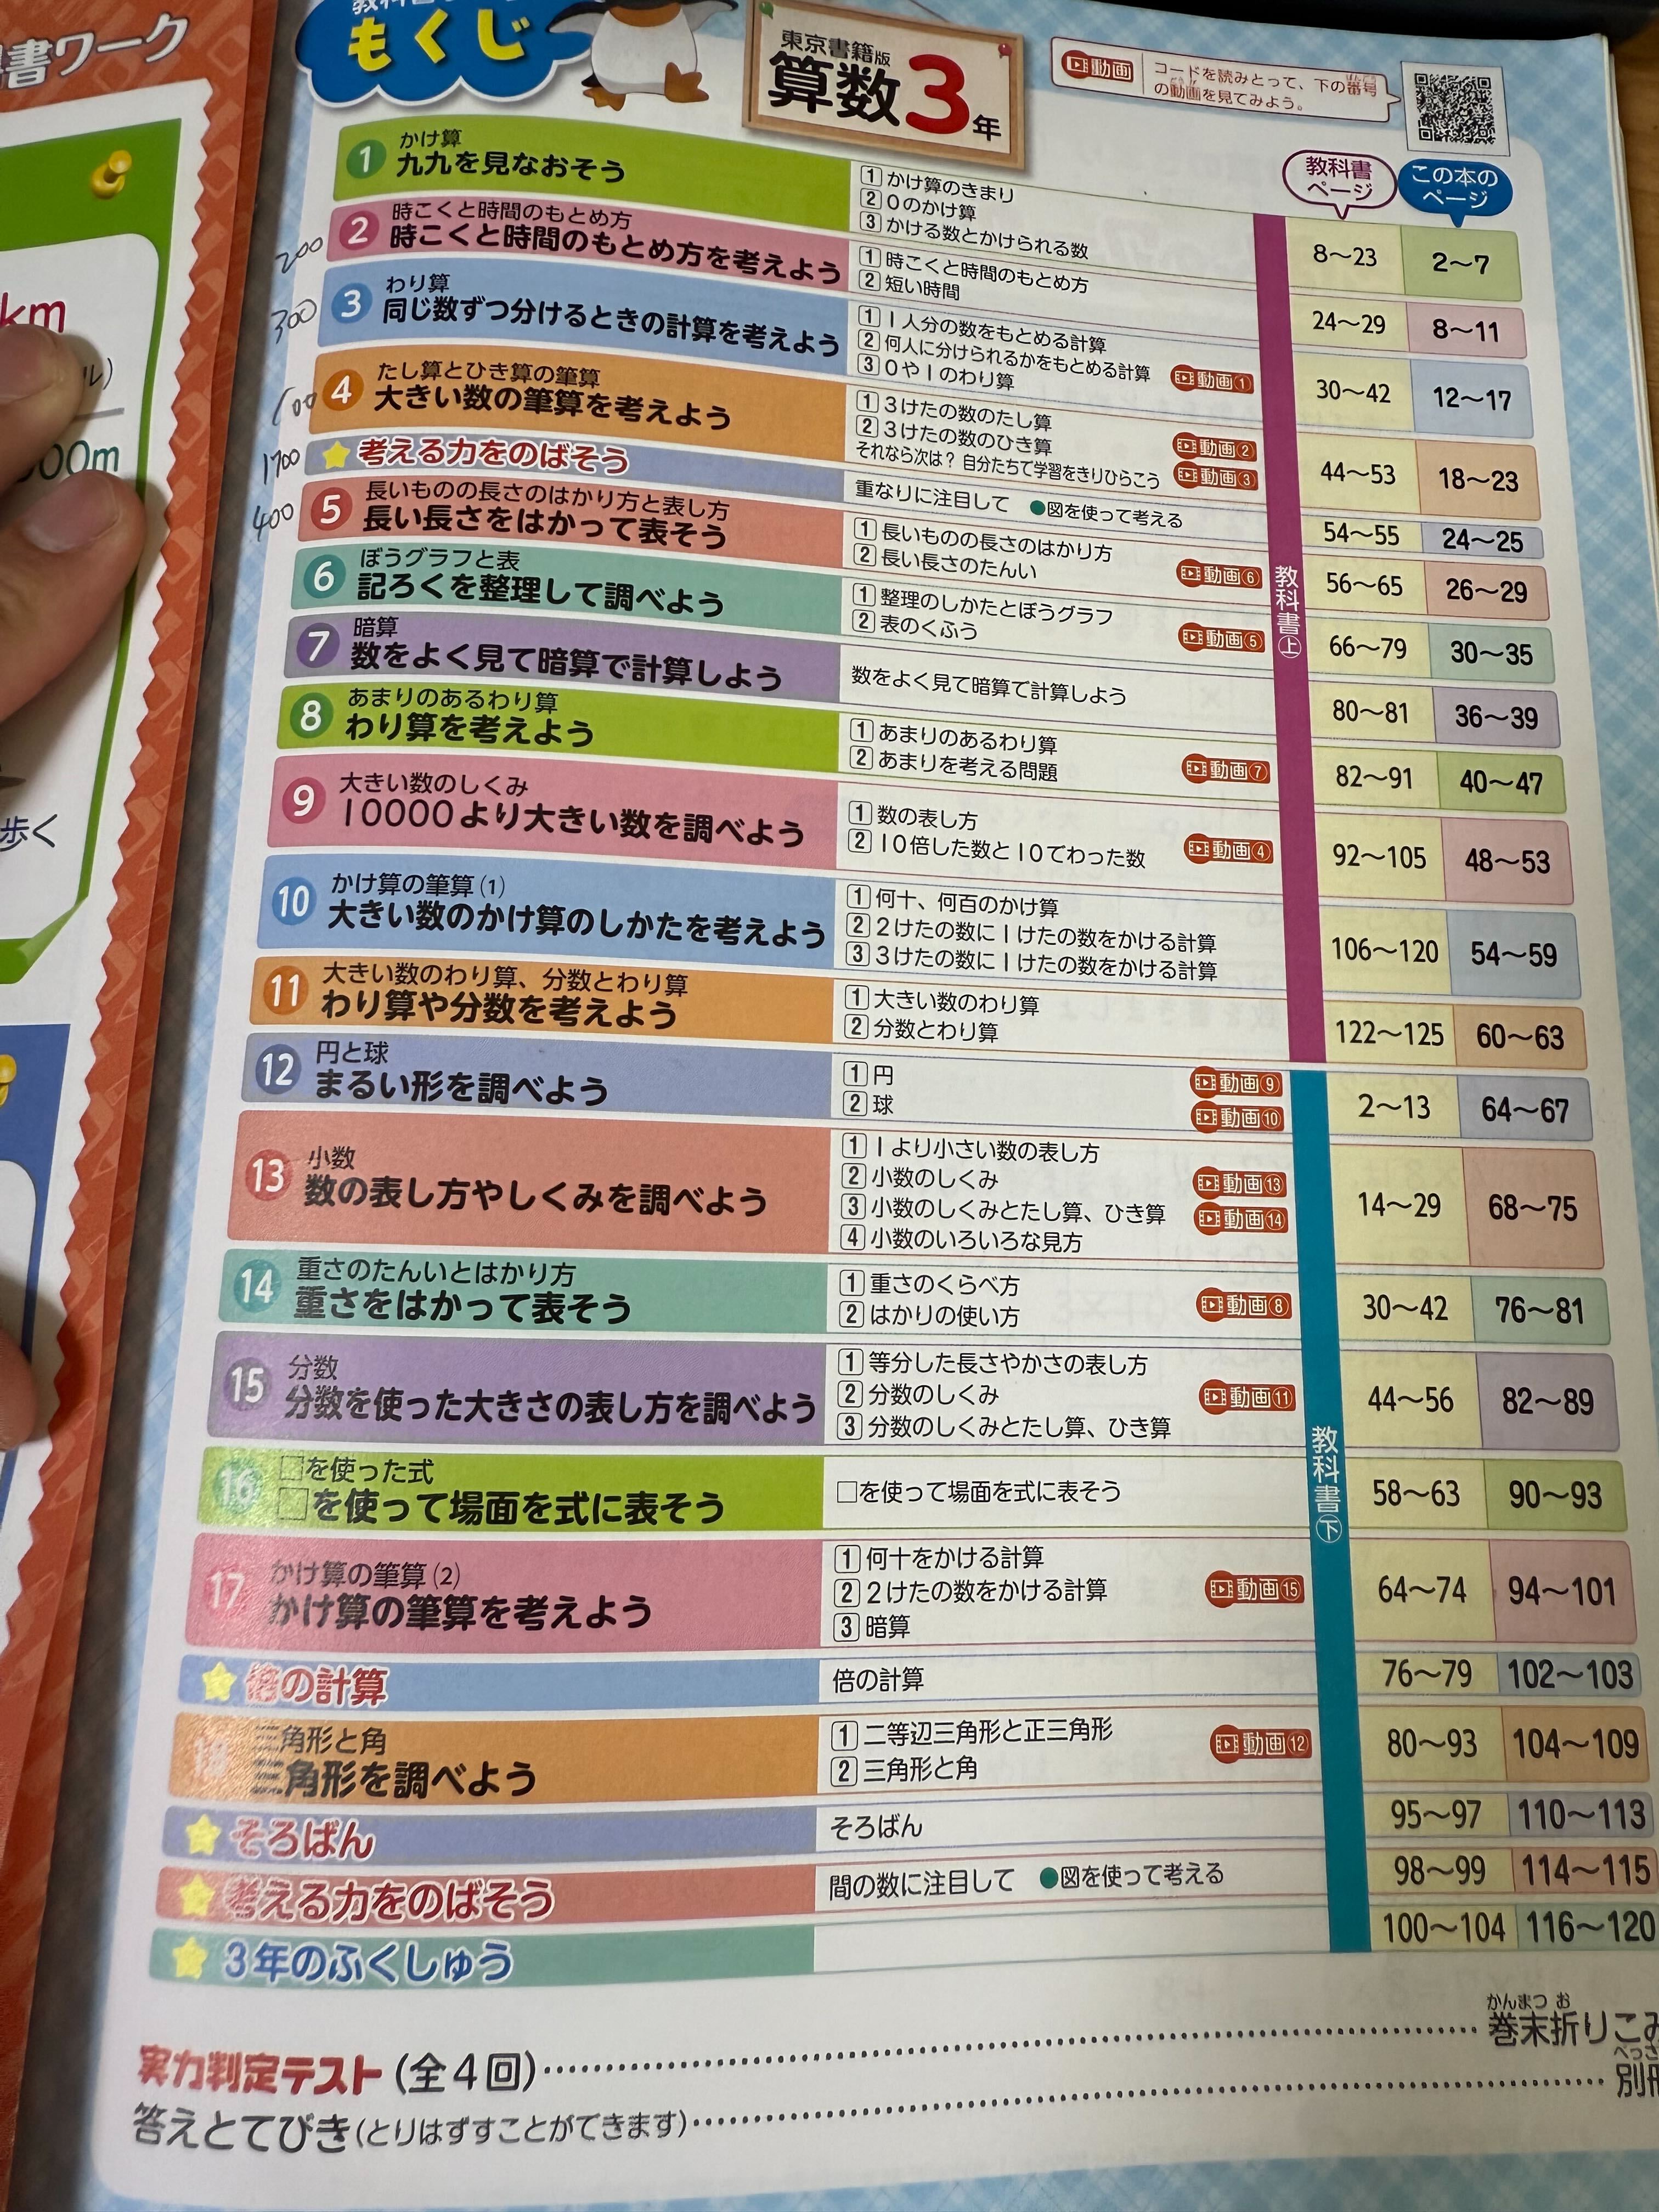 書ワーク
km
ル)
00m
歩く
もくじ
東京書籍版
算数3年
動画
コードを読みとって、下の番号
の動画を見てみよう。
教科書
ページ
この本の
ページ
1 かけ算
九九を見なおそう
1 かけ算のきまり
2 0のかけ算
3 かける数とかけられる数
8〜23 2〜7
200
2 時こくと時間のもとめ方
時こくと時間のもとめ方を考えよう
1 時こくと時間のもとめ方
2 短い時間
24〜29 8〜11
300
3 わり算
同じ数ずつ分けるときの計算を考えよう
1 1人分の数をもとめる計算
2 何人に分けられるかをもとめる計算
3 0や1のわり算
動画①
30〜42 12〜17
4 たし算とひき算の筆算
大きい数の筆算を考えよう
1 3けたの数のたし算
2 3けたの数のひき算 動画②
それなら次は? 自分たちで学習をきりひらこう 動画③
44〜53 18〜23
1700
考える力をのばそう
重なりに注目して ●図を使って考える
54〜55 24〜25
400
5 長いものの長さのはかり方と表し方
長い長さをはかって表そう
1 長いものの長さのはかり方
2 長い長さのたんい
動画⑥
56〜65 26〜29
6 ぼうグラフと表
記ろくを整理して調べよう
1 整理のしかたとぼうグラフ
2 表のくふう
動画⑤
66〜79 30〜35
7 暗算
数をよく見て暗算で計算しよう
数をよく見て暗算で計算しよう
80〜81 36〜39
8 あまりのあるわり算
わり算を考えよう
1 あまりのあるわり算
2 あまりを考える問題
動画⑦
82〜91 40〜47
9 大きい数のしくみ
10000より大きい数を調べよう
1 数の表し方
2 10倍した数と10でわった数
動画④
92〜105 48〜53
10 かけ算の筆算(1)
大きい数のかけ算のしかたを考えよう
1 何十、何百のかけ算
2 2けたの数に1けたの数をかける計算
3 3けたの数に1けたの数をかける計算
106〜120 54〜59
11 大きい数のわり算、分数とわり算
わり算や分数を考えよう
1 大きい数のわり算
2 分数とわり算
122〜125 60〜63
教科書㊤
12 円と球
まるい形を調べよう
1 円 動画⑨
2 球 動画⑩
2〜13 64〜67
13 小数
数の表し方やしくみを調べよう
1 1より小さい数の表し方
2 小数のしくみ 動画⑬
3 小数のしくみとたし算、ひき算 動画⑭
4 小数のいろいろな見方
14〜29 68〜75
14 重さのたんいとはかり方
重さをはかって表そう
1 重さのくらべ方
2 はかりの使い方
動画⑧
30〜42 76〜81
15 分数
分数を使った大きさの表し方を調べよう
1 等分した長さやかさの表し方
2 分数のしくみ
3 分数のしくみとたし算、ひき算
動画⑪
44〜56 82〜89
16 □を使った式
□を使って場面を式に表そう
□を使って場面を式に表そう
58〜63 90〜93
17 かけ算の筆算(2)
かけ算の筆算を考えよう
1 何十をかける計算
2 2けたの数をかける計算
3 暗算
動画⑮
64〜74 94〜101
倍の計算
倍の計算
76〜79 102〜103
18 三角形と角
三角形を調べよう
1 二等辺三角形と正三角形
2 三角形と角
動画⑫
80〜93 104〜109
そろばん
そろばん
95〜97 110〜113
考える力をのばそう
間の数に注目して ●図を使って考える
98〜99 114〜115
3年のふくしゅう
100〜104 116〜120
教科書㊦
実力判定テスト(全4回)……巻末折りこみ
答えとてびき(とりはずすことができます)……別冊